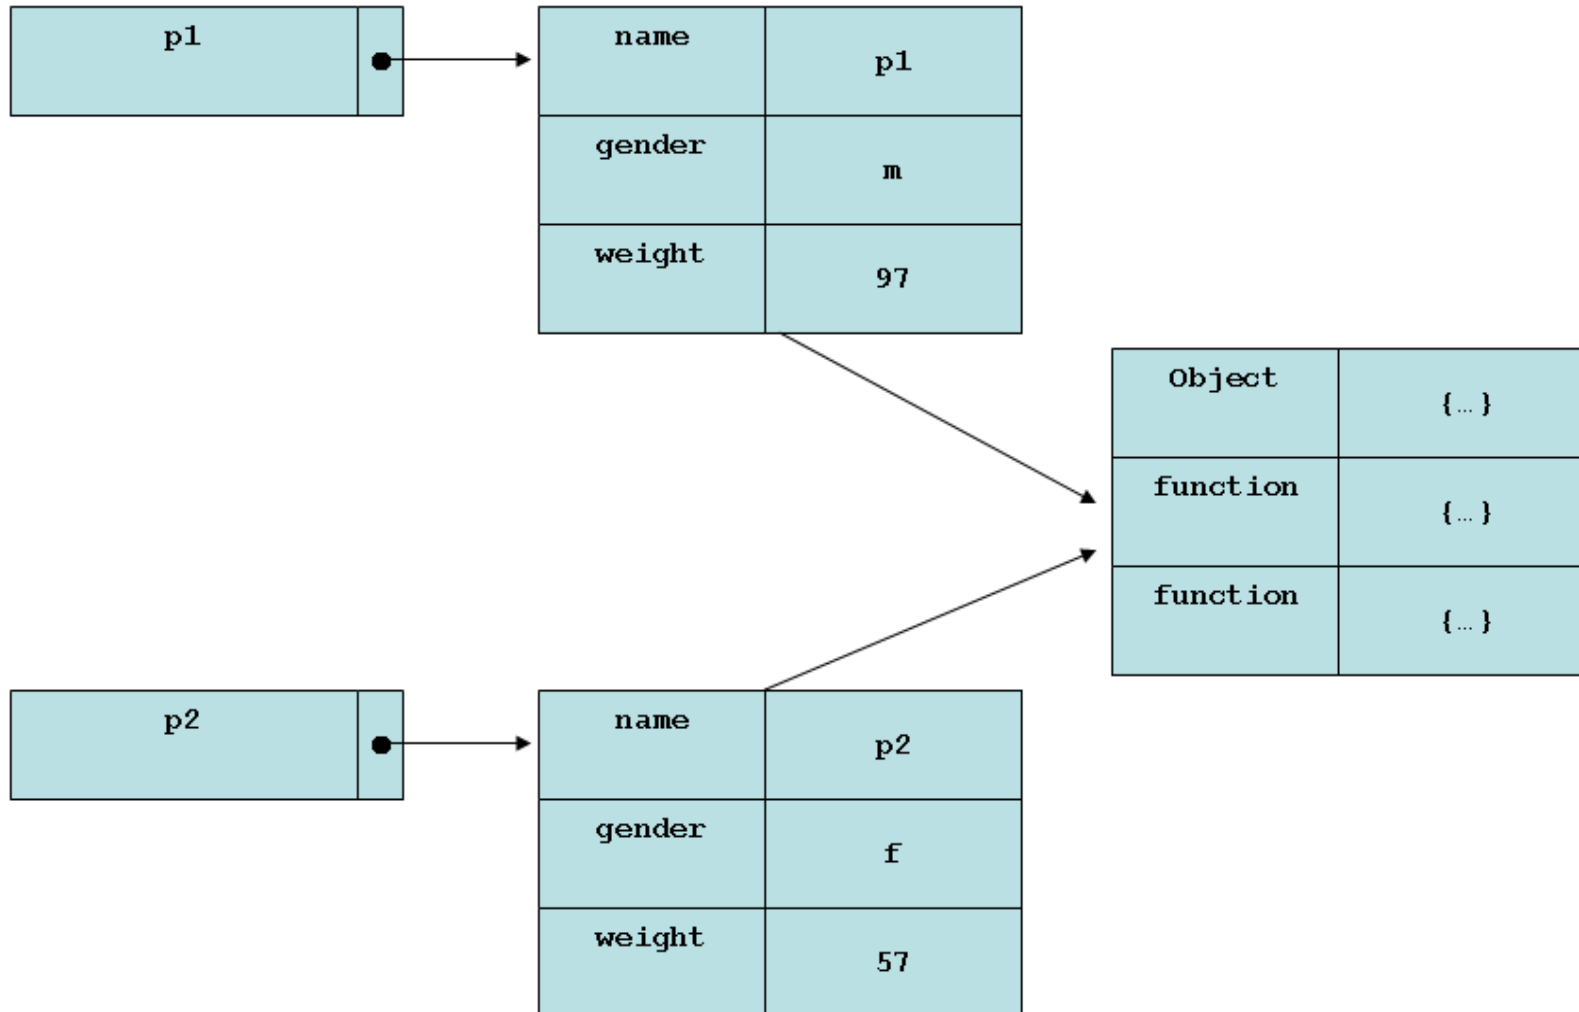 p1
name
p1
gender
m
weight
97
Object
{…}
function
{…}
function
{…}
p2
name
p2
gender
f
weight
57